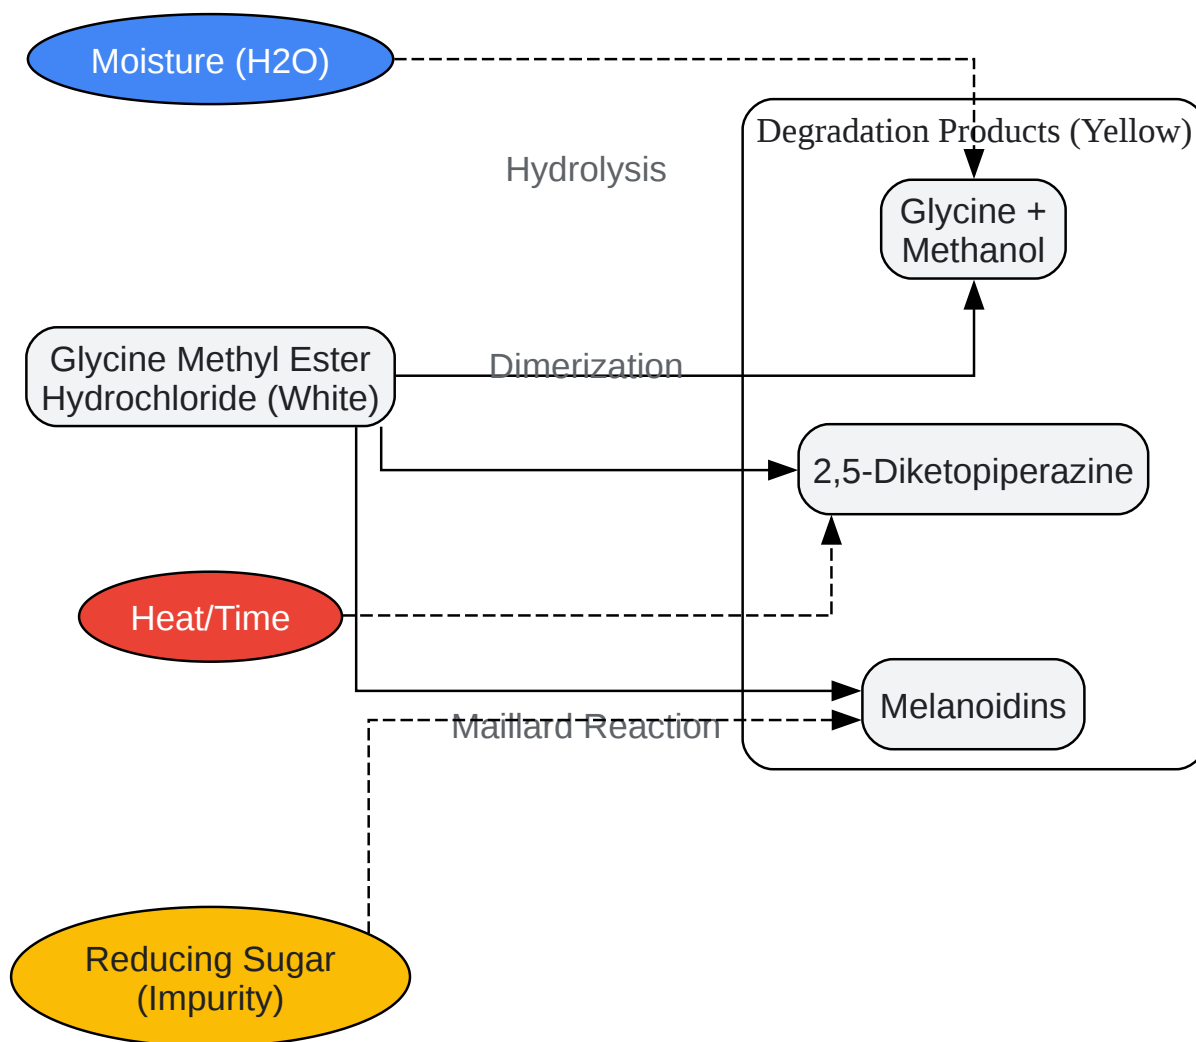 Moisture (H2O)
Degradation Products (Yellow)
Hydrolysis
Glycine +
Methanol
Glycine Methyl Ester
Hydrochloride (White)
Dimerization
2,5-Diketopiperazine
Heat/Time
Melanoidins
Maillard Reaction
Reducing Sugar
(Impurity)